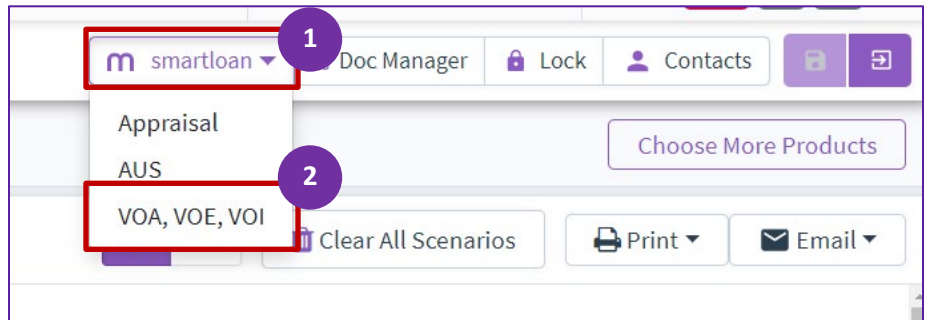 1
m smartloan Doc Manager Lock Contacts
Appraisal
Choose More Products
AUS
2
VOA, VOE, VOI
Clear All Scenarios Print Email